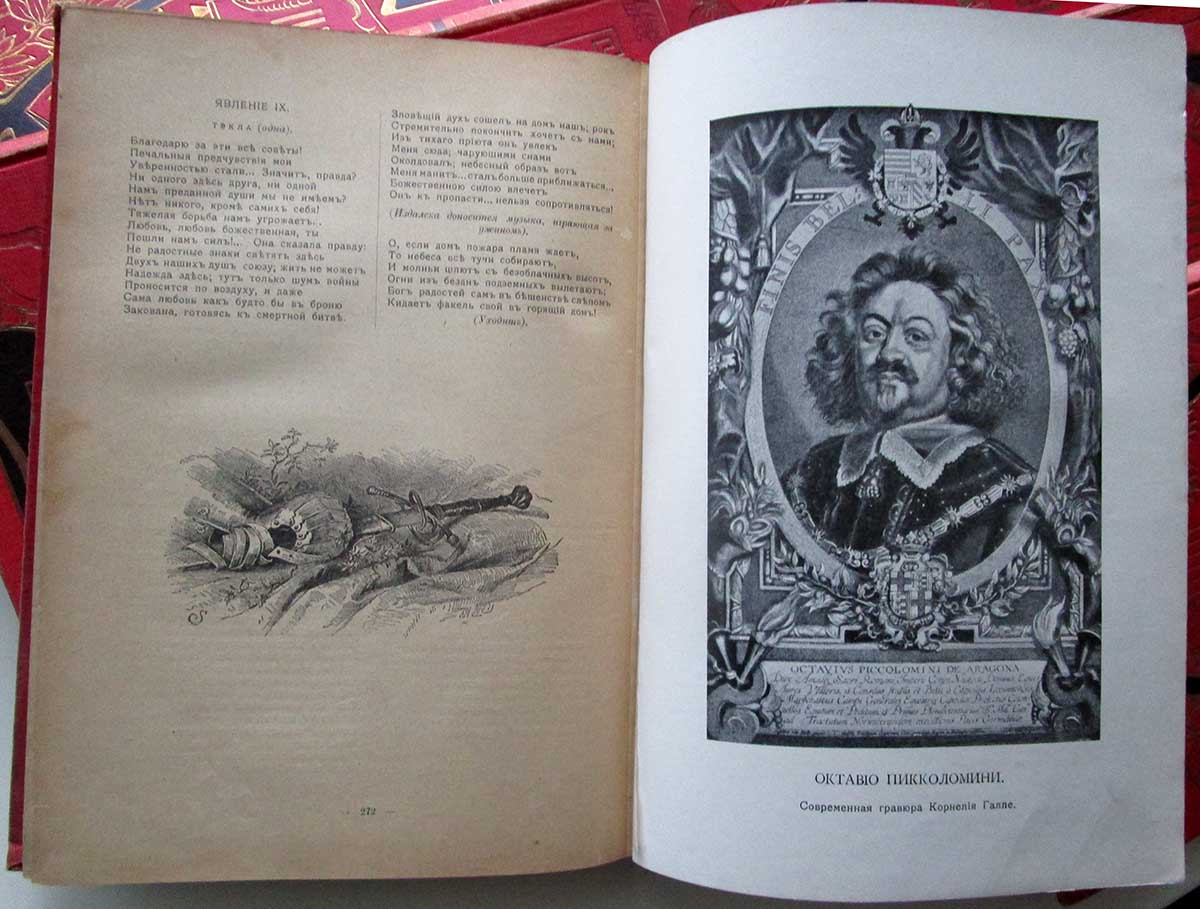 ЯВЛЕНІЕ IX.
ТЕКЛА (одна).
Благодарю за эти всѣ совѣты!
Печальныя предчувствія мои
Увѣренностью стали... Значитъ, правда?
Ни одного здѣсь друга, ни одной
Намъ преданной души мы не имѣемъ?
Нѣтъ никого, кромѣ самихъ себя!
Тяжелая борьба намъ угрожаетъ...
Любовь, любовь божественная, ты
Пошли намъ силъ!.. Она сказала правду:
Не радостные знаки свѣтятъ здѣсь
Двухъ нашихъ душъ союзу; жить не можетъ
Надежда здѣсь; тутъ только шумъ войны
Проносится по воздуху, и даже
Сама любовь какъ будто бы въ броню
Закована, готовясь къ смертной битвѣ.
Зловѣщій духъ сошелъ на домъ нашъ; рокъ
Стремительно покончить хочетъ съ нами;
Изъ тихаго пріюта онъ увлекъ
Меня сюда; чарующими снами
Околдовалъ; небесный образъ вотъ
Меня манитъ... сталъ больше приближаться...
Божественною силою влечетъ
Онъ къ пропасти... нельзя сопротивляться!
(Издалека доносится музыка, играющая за
ужиномъ).
О, если домъ пожара пламя ждетъ,
То небеса всѣ тучи собираютъ,
И молньи шлютъ съ безоблачныхъ высотъ,
Огни изъ безднъ подземныхъ вылетаютъ;
Богъ радостей самъ въ бѣшенствѣ слѣпомъ
Кидаетъ факелъ свой въ горящій домъ!
(Уходитъ).
— 272 —
FINIS BELLI PAX
OCTAVIVS PICCOLOMINI DE ARAGONA
ОКТАВІО ПИККОЛОМИНИ.
Современная гравюра Корнелія Галле.